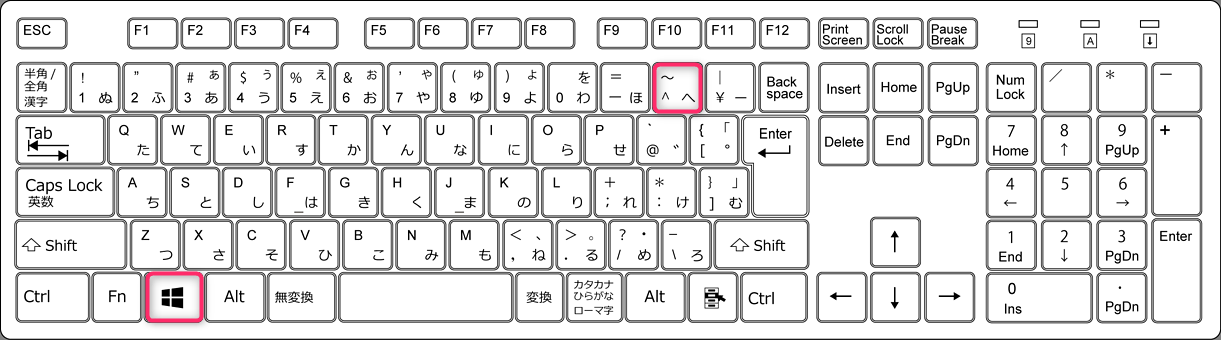 ESC F1 F2 F3 F4 F5 F6 F7 F8 F9 F10 F11 F12 Print Screen Scroll Lock Pause Break 9 A ↓
半角/全角 漢字 ! 1 ぬ " 2 ふ # ぁ 3 あ $ ぅ 4 う % ぇ 5 え & ぉ 6 お ' ゃ 7 や ( ゅ 8 ゆ ) ょ 9 よ を 0 わ = ー ほ ～ ^ へ | ¥ ー Back space Insert Home PgUp Num Lock ／ * ー
Tab Q た W て E い R す T か Y ん U な I に O ら P せ ` @ ゛ { 「 [ ° Enter Delete End PgDn 7 Home 8 ↑ 9 PgUp +
Caps Lock 英数 A ち S と D し F _ は G き H く J _ ま K の L り + ; れ * : け } 」 ] む 4 ← 5 6 →
Shift Z つ X さ C そ V ひ B こ N み M も < 、 , ね > 。 . る ? ・ / め _ \ ろ Shift ↑ 1 End 2 ↓ 3 PgDn Enter
Ctrl Fn Alt 無変換 変換 カタカナ ひらがな ローマ字 Alt Ctrl ← ↓ → 0 Ins . PgDn